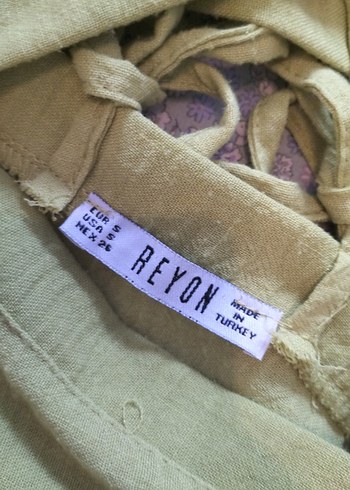 EUR S
USA S
MEX 26
REYON
MADE
IN
TURKEY